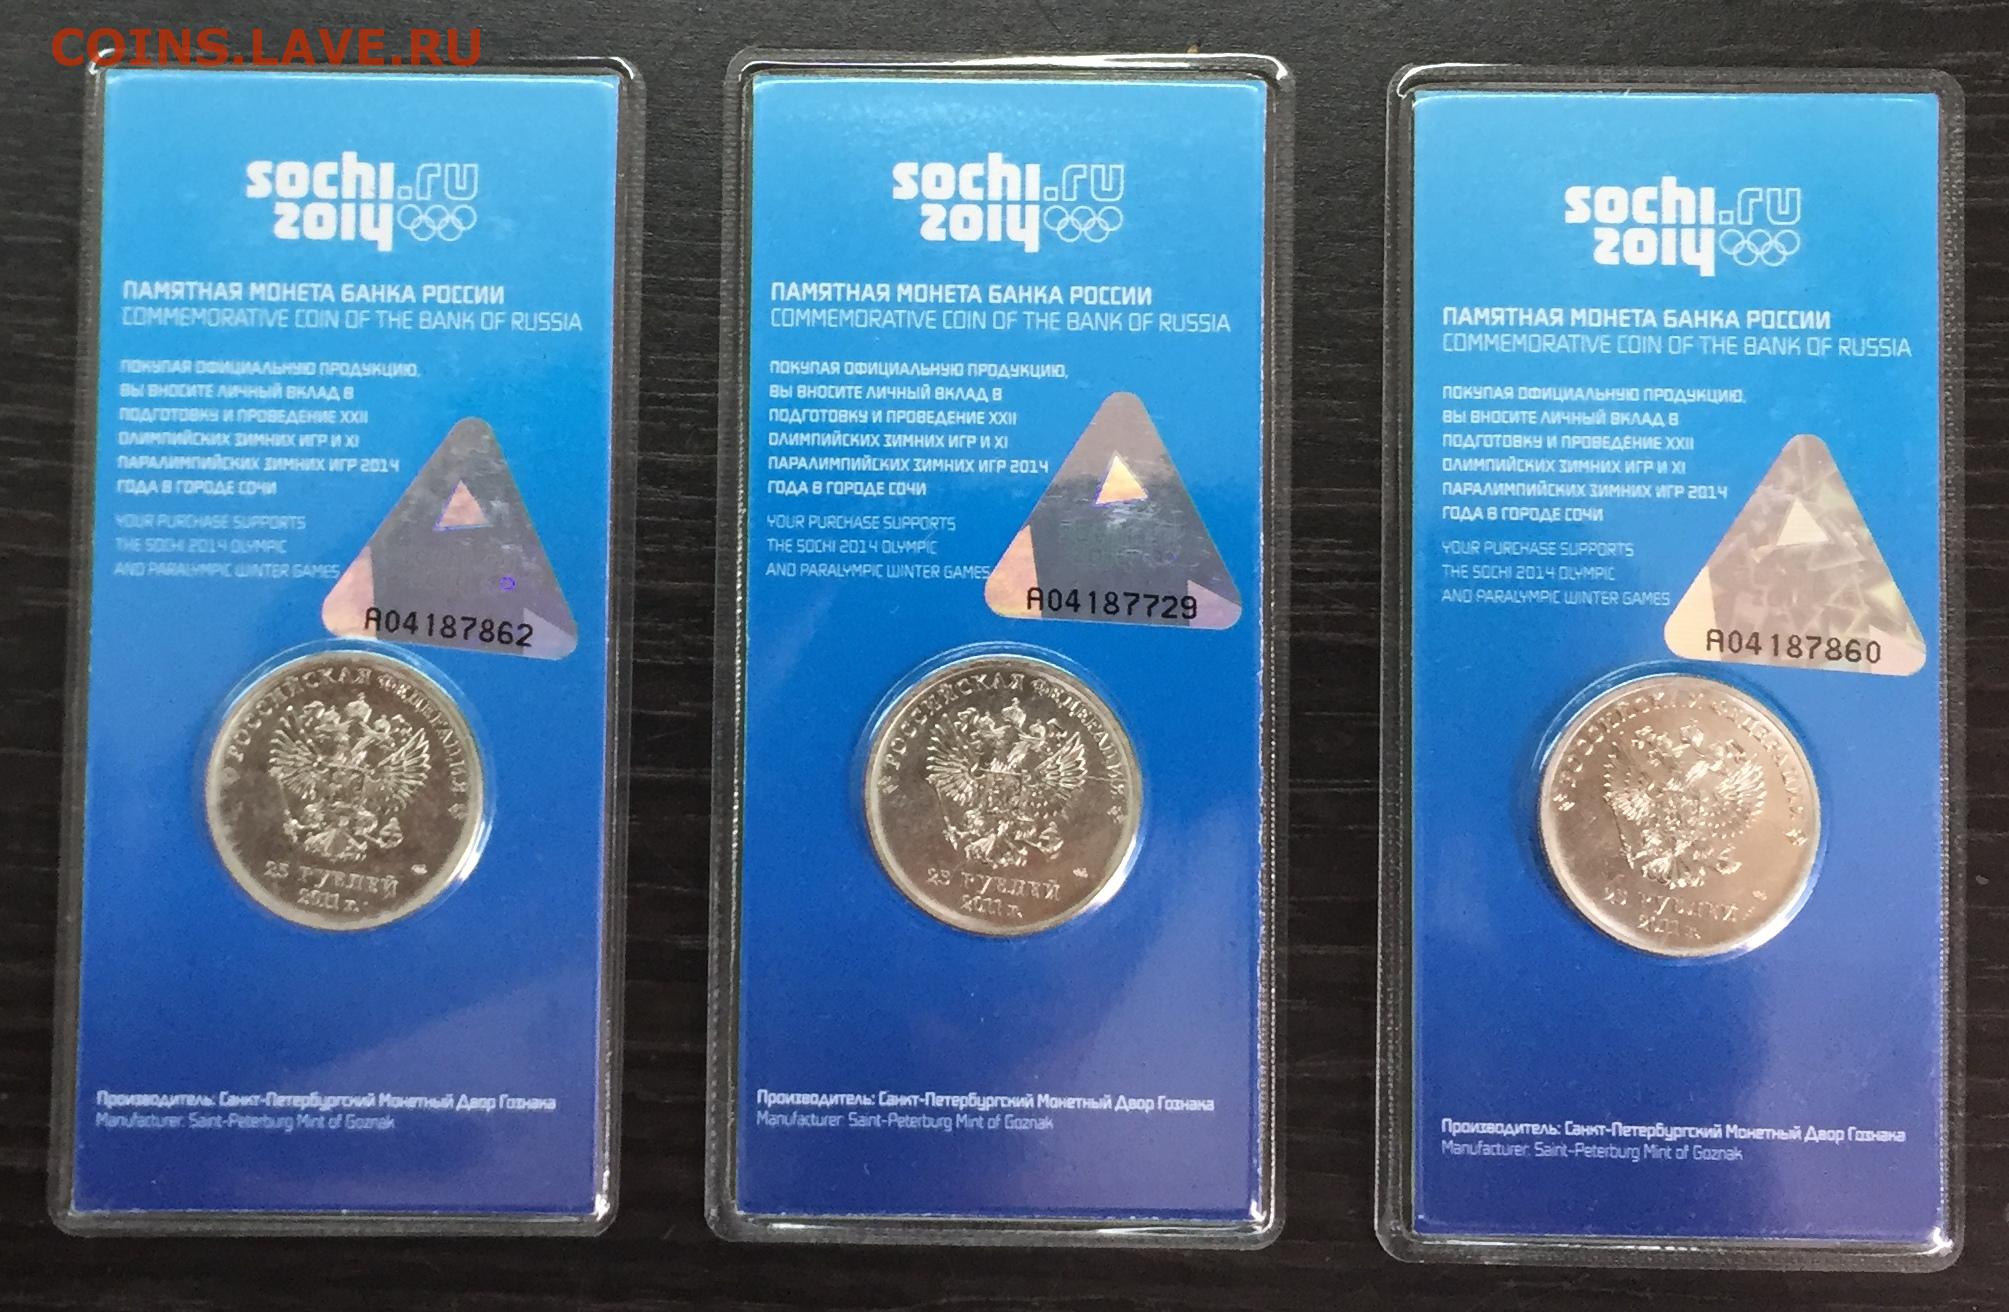 COINS.LAVE.RU
sochi.ru
2014
ПАМЯТНАЯ МОНЕТА БАНКА РОССИИ
COMMEMORATIVE COIN OF THE BANK OF RUSSIA
ПОКУПАЯ ОФИЦИАЛЬНУЮ ПРОДУКЦИЮ,
ВЫ ВНОСИТЕ ЛИЧНЫЙ ВКЛАД В
ПОДГОТОВКУ И ПРОВЕДЕНИЕ XXII
ОЛИМПИЙСКИХ ЗИМНИХ ИГР И XI
ПАРАЛИМПИЙСКИХ ЗИМНИХ ИГР 2014
ГОДА В ГОРОДЕ СОЧИ
YOUR PURCHASE SUPPORTS
THE SOCHI 2014 OLYMPIC
AND PARALYMPIC WINTER GAMES
A04187862
РОССИЙСКАЯ ФЕДЕРАЦИЯ
25 РУБЛЕЙ
2011 г.
Производитель: Санкт-Петербургский Монетный Двор Гознака
Manufacturer: Saint-Peterburg Mint of Goznak
sochi.ru
2014
ПАМЯТНАЯ МОНЕТА БАНКА РОССИИ
COMMEMORATIVE COIN OF THE BANK OF RUSSIA
ПОКУПАЯ ОФИЦИАЛЬНУЮ ПРОДУКЦИЮ,
ВЫ ВНОСИТЕ ЛИЧНЫЙ ВКЛАД В
ПОДГОТОВКУ И ПРОВЕДЕНИЕ XXII
ОЛИМПИЙСКИХ ЗИМНИХ ИГР И XI
ПАРАЛИМПИЙСКИХ ЗИМНИХ ИГР 2014
ГОДА В ГОРОДЕ СОЧИ
YOUR PURCHASE SUPPORTS
THE SOCHI 2014 OLYMPIC
AND PARALYMPIC WINTER GAMES
A04187729
РОССИЙСКАЯ ФЕДЕРАЦИЯ
25 РУБЛЕЙ
2011 г.
Производитель: Санкт-Петербургский Монетный Двор Гознака
Manufacturer: Saint-Peterburg Mint of Goznak
sochi.ru
2014
ПАМЯТНАЯ МОНЕТА БАНКА РОССИИ
COMMEMORATIVE COIN OF THE BANK OF RUSSIA
ПОКУПАЯ ОФИЦИАЛЬНУЮ ПРОДУКЦИЮ,
ВЫ ВНОСИТЕ ЛИЧНЫЙ ВКЛАД В
ПОДГОТОВКУ И ПРОВЕДЕНИЕ XXII
ОЛИМПИЙСКИХ ЗИМНИХ ИГР И XI
ПАРАЛИМПИЙСКИХ ЗИМНИХ ИГР 2014
ГОДА В ГОРОДЕ СОЧИ
YOUR PURCHASE SUPPORTS
THE SOCHI 2014 OLYMPIC
AND PARALYMPIC WINTER GAMES
A04187860
РОССИЙСКАЯ ФЕДЕРАЦИЯ
25 РУБЛЕЙ
2011 г.
Производитель: Санкт-Петербургский Монетный Двор Гознака
Manufacturer: Saint-Peterburg Mint of Goznak